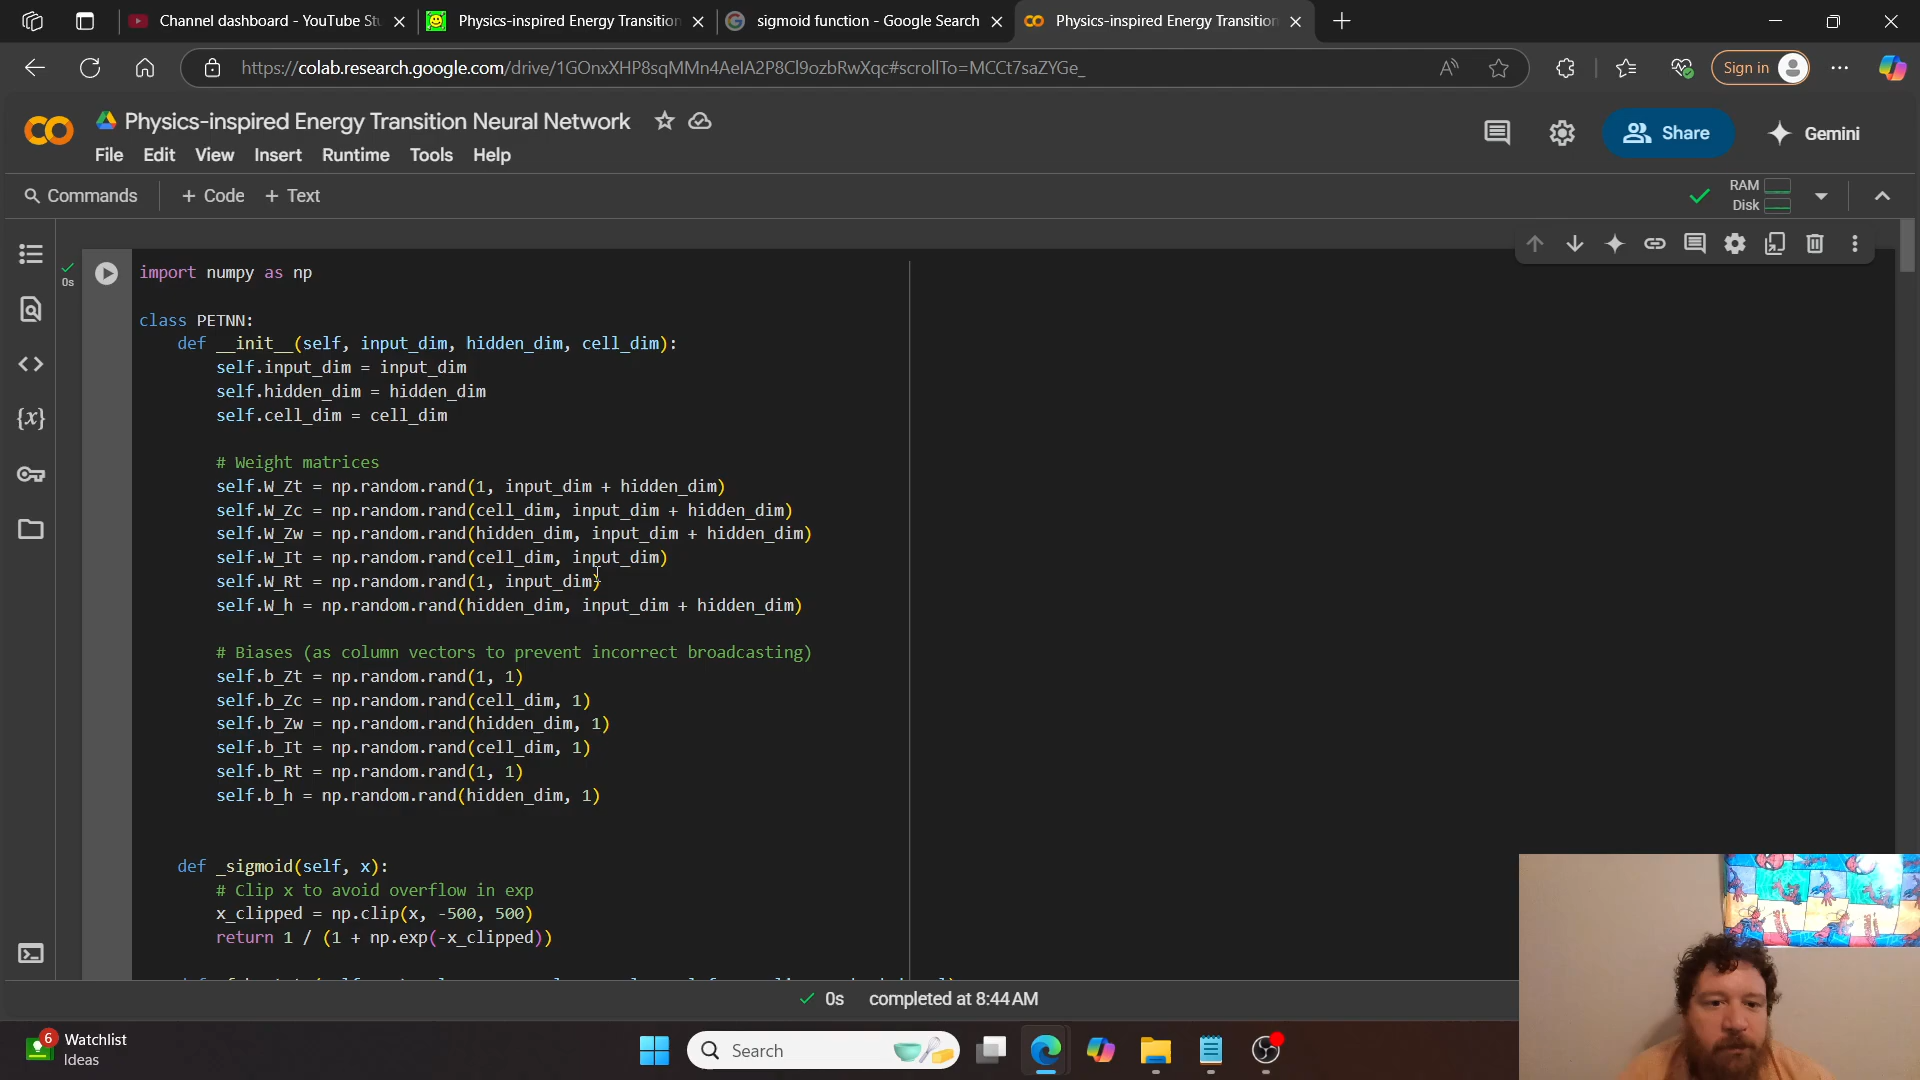 Channel dashboard - YouTube Stu
Physics-inspired Energy Transition
sigmoid function - Google Search
Physics-inspired Energy Transition
https://colab.research.google.com/drive/1GOnxXHP8sqMMn4AelA2P8Cl9ozbRwXqc#scrollTo=MCCt7saZYGe_
Sign in
Physics-inspired Energy Transition Neural Network
File Edit View Insert Runtime Tools Help
Share
Gemini
Commands + Code + Text
RAM
Disk
0s
import numpy as np
class PETNN:
def __init__(self, input_dim, hidden_dim, cell_dim):
self.input_dim = input_dim
self.hidden_dim = hidden_dim
self.cell_dim = cell_dim
# Weight matrices
self.W_Zt = np.random.rand(1, input_dim + hidden_dim)
self.W_Zc = np.random.rand(cell_dim, input_dim + hidden_dim)
self.W_Zw = np.random.rand(hidden_dim, input_dim + hidden_dim)
self.W_It = np.random.rand(cell_dim, input_dim)
self.W_Rt = np.random.rand(1, input_dim)
self.W_h = np.random.rand(hidden_dim, input_dim + hidden_dim)
# Biases (as column vectors to prevent incorrect broadcasting)
self.b_Zt = np.random.rand(1, 1)
self.b_Zc = np.random.rand(cell_dim, 1)
self.b_Zw = np.random.rand(hidden_dim, 1)
self.b_It = np.random.rand(cell_dim, 1)
self.b_Rt = np.random.rand(1, 1)
self.b_h = np.random.rand(hidden_dim, 1)
def _sigmoid(self, x):
# Clip x to avoid overflow in exp
x_clipped = np.clip(x, -500, 500)
return 1 / (1 + np.exp(-x_clipped))
0s completed at 8:44 AM
6
Watchlist
Ideas
Search